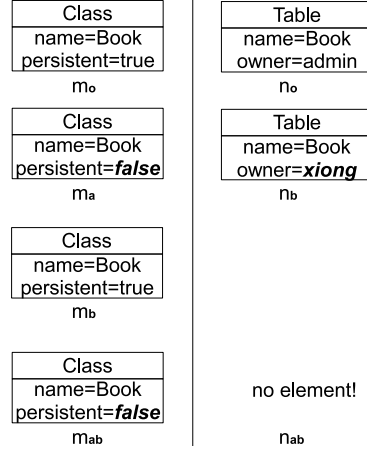 Class
name=Book
persistent=true
mo
Table
name=Book
owner=admin
no
Class
name=Book
persistent=false
ma
Table
name=Book
owner=xiong
nb
Class
name=Book
persistent=true
mb
Class
name=Book
persistent=false
mab
no element!
nab